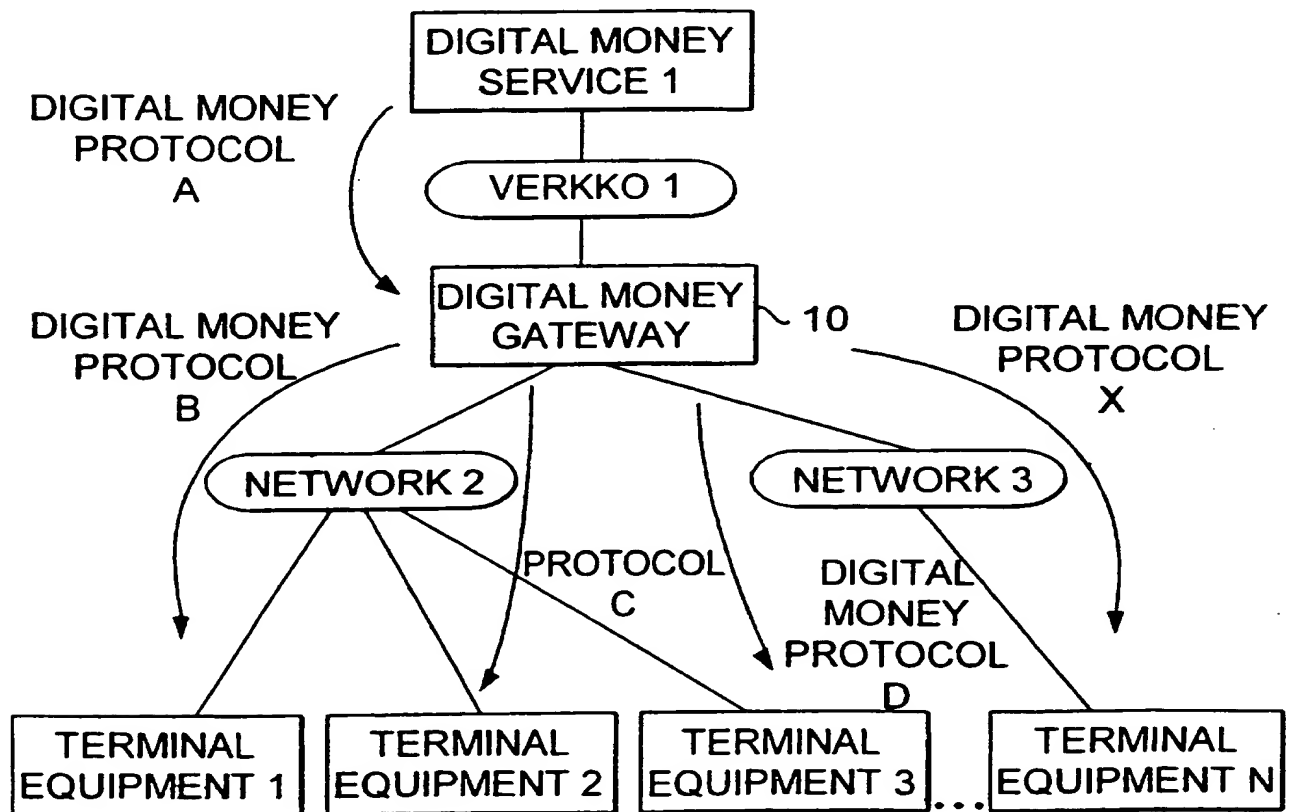 DIGITAL MONEY
SERVICE 1
DIGITAL MONEY
PROTOCOL
A
VERKKO 1
DIGITAL MONEY
GATEWAY
10
DIGITAL MONEY
PROTOCOL
B
DIGITAL MONEY
PROTOCOL
X
NETWORK 2
NETWORK 3
PROTOCOL
C
DIGITAL
MONEY
PROTOCOL
D
TERMINAL
EQUIPMENT 1
TERMINAL
EQUIPMENT 2
TERMINAL
EQUIPMENT 3
...
TERMINAL
EQUIPMENT N